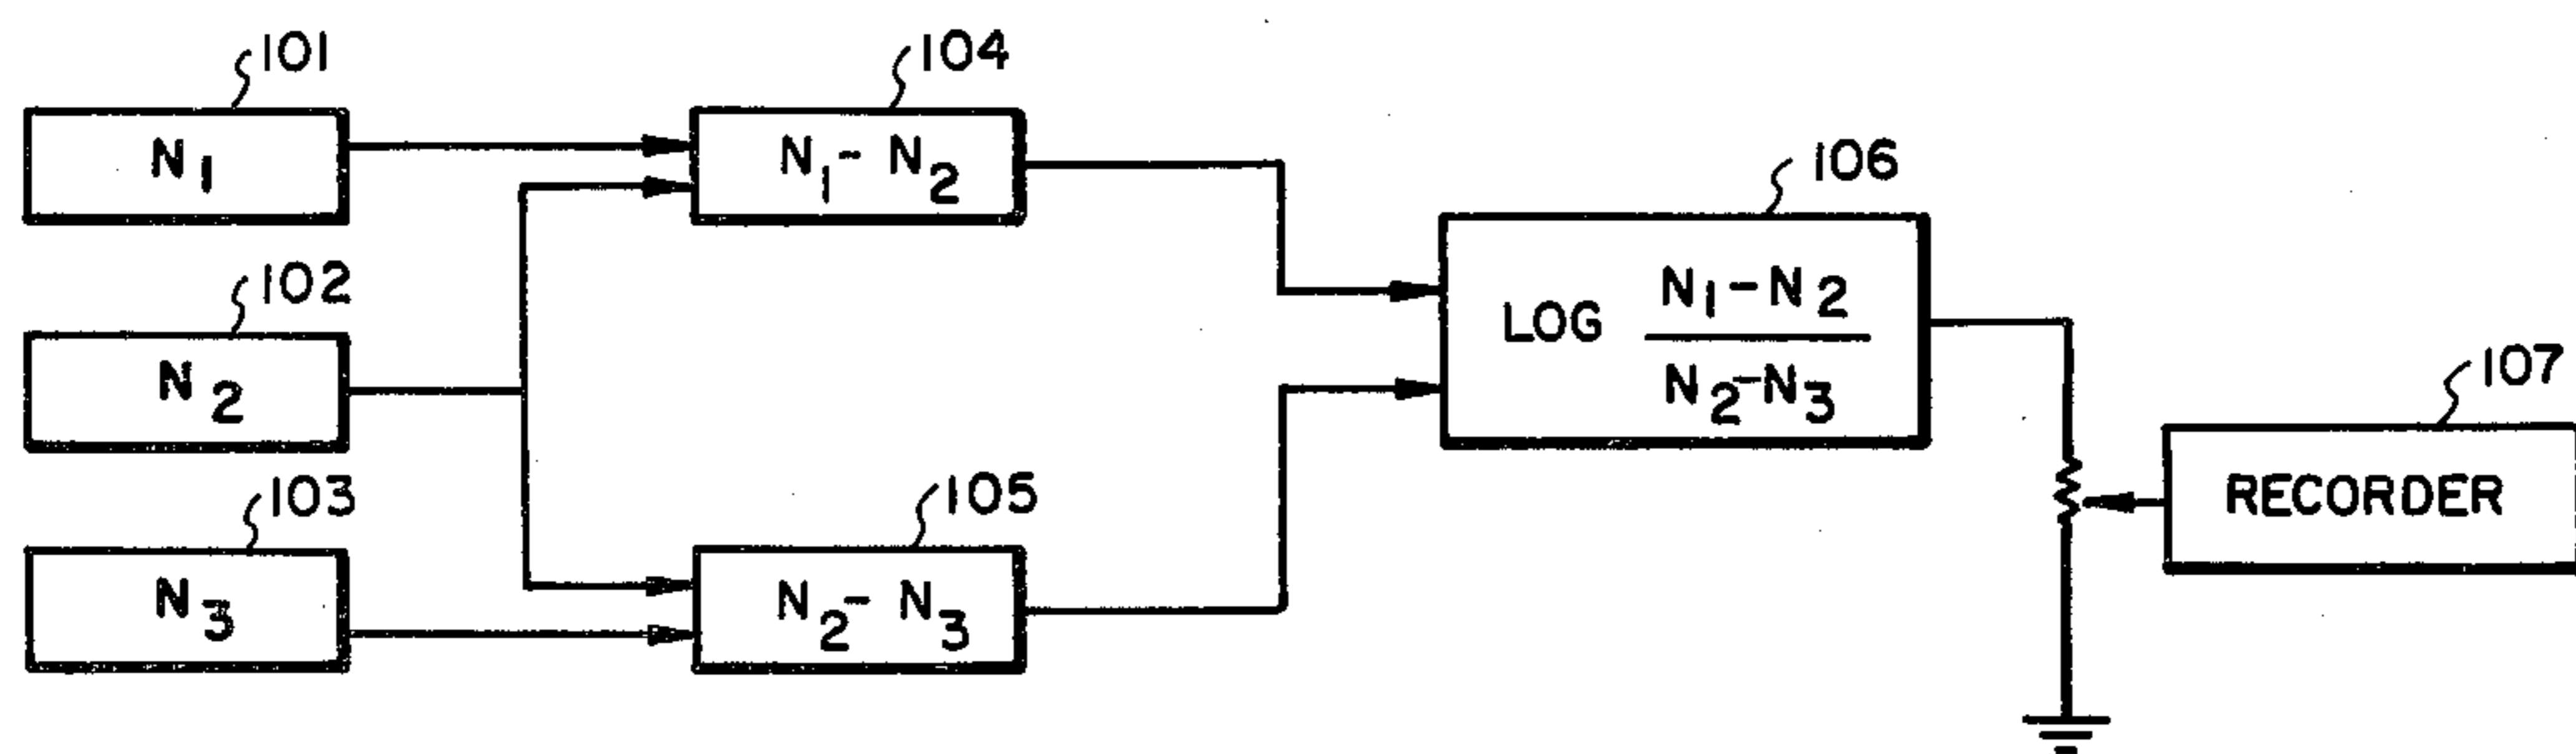 101
N₁
102
N₂
103
N₃
104
N₁ - N₂
105
N₂ - N₃
106
LOG N₁ - N₂
N₂ - N₃
107
RECORDER